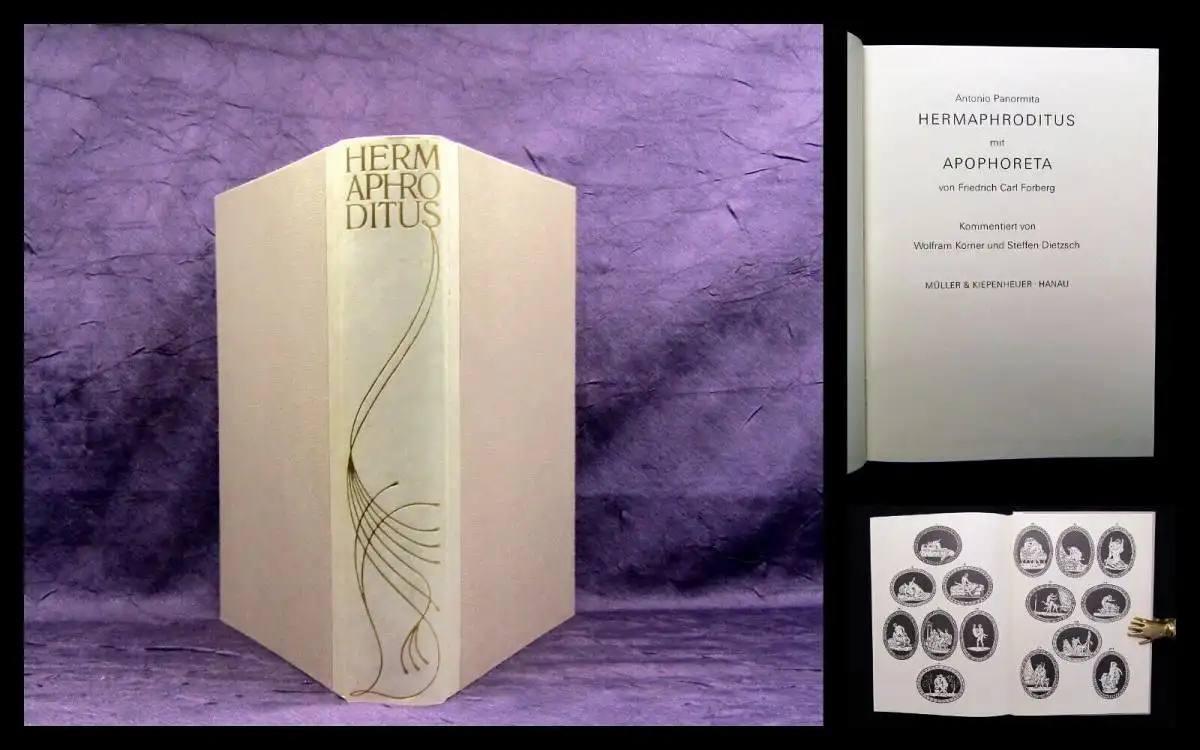 HERM
APHRO
DITUS
Antonio Panormita
HERMAPHRODITUS
mit
APOPHORETA
von Friedrich Carl Forberg
Kommentiert von
Wolfram Korner und Steffen Dietzsch
MÜLLER & KIEPENHEUER · HANAU